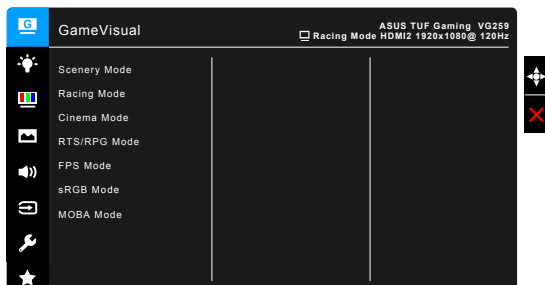 G
GameVisual
ASUS TUF Gaming VG259
Racing Mode HDMI2 1920x1080@ 120Hz
Scenery Mode
Racing Mode
Cinema Mode
RTS/RPG Mode
FPS Mode
sRGB Mode
MOBA Mode